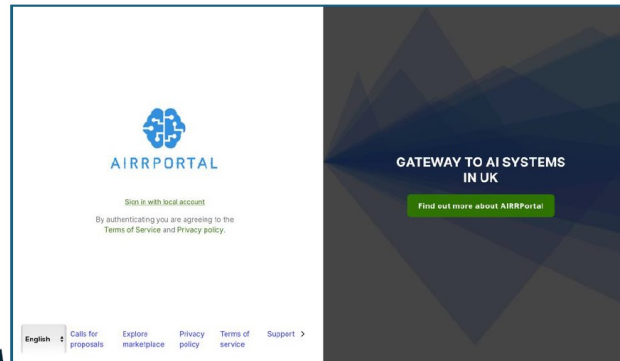 AIRRPORTAL
Sign in with local account
By authenticating you are agreeing to the
Terms of Service and Privacy policy.
GATEWAY TO AI SYSTEMS
IN UK
Find out more about AIRRPortal
English
Calls for
proposals
Explore
marketplace
Privacy
policy
Terms of
service
Support >